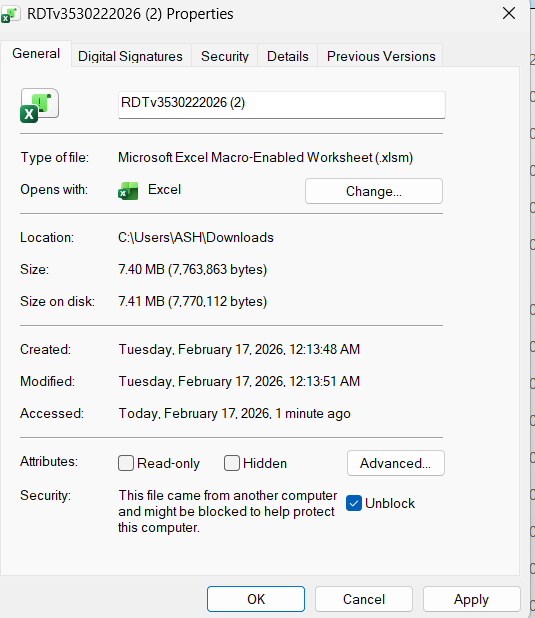 RDTv3530222026 (2) Properties
General
Digital Signatures
Security
Details
Previous Versions
RDTv3530222026 (2)
Type of file: Microsoft Excel Macro-Enabled Worksheet (.xlsm)
Opens with: Excel Change...
Location: C:\Users\ASH\Downloads
Size: 7.40 MB (7,763,863 bytes)
Size on disk: 7.41 MB (7,770,112 bytes)
Created: Tuesday, February 17, 2026, 12:13:48 AM
Modified: Tuesday, February 17, 2026, 12:13:51 AM
Accessed: Today, February 17, 2026, 1 minute ago
Attributes: Read-only Hidden Advanced...
Security: This file came from another computer
and might be blocked to help protect
this computer.
Unblock
OK Cancel Apply